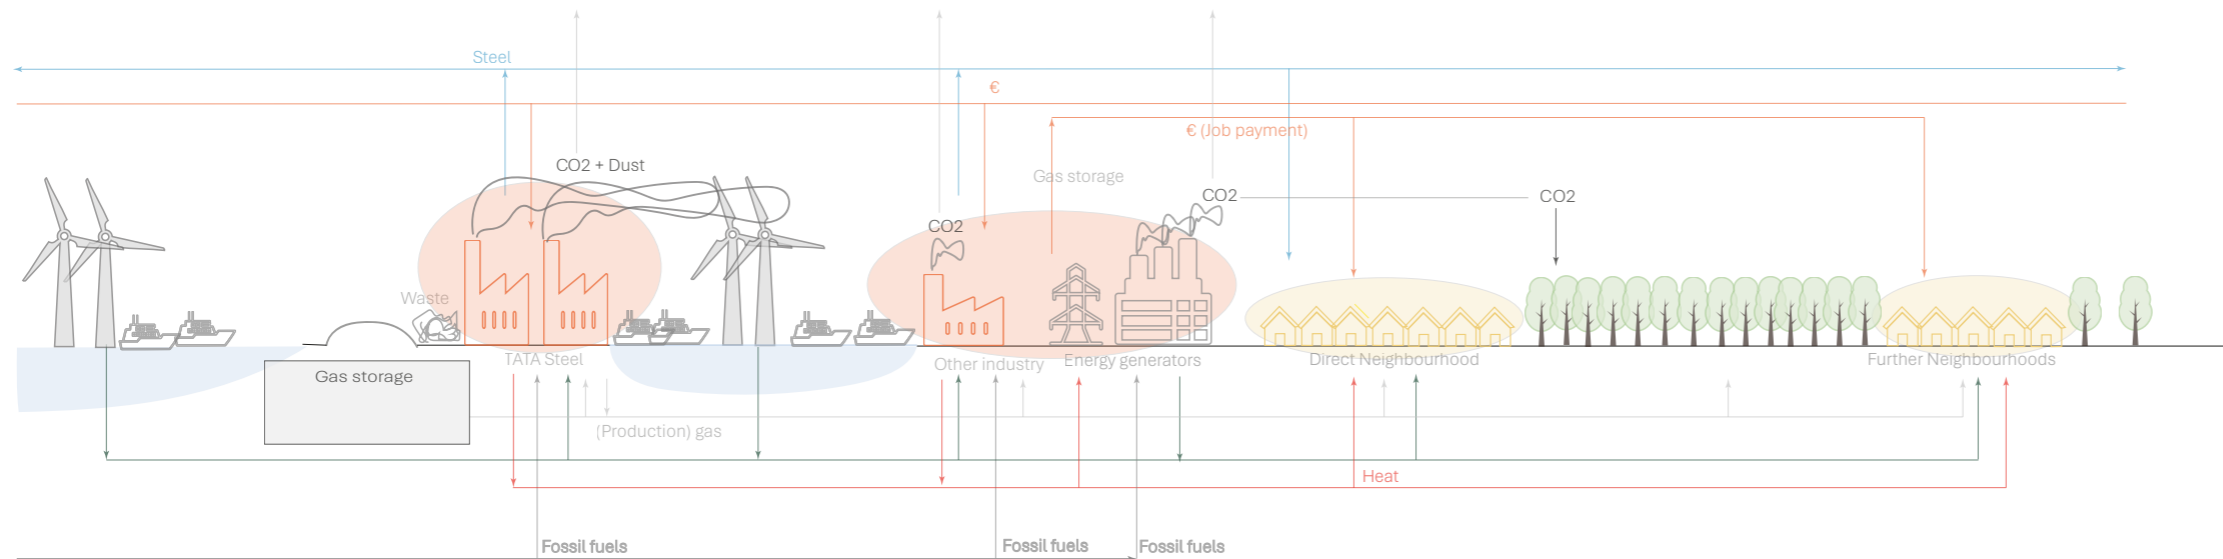 Steel
€
€ (Job payment)
CO2 + Dust
Gas storage
CO2
CO2
CO2
Waste
TATA Steel
Other industry
Energy generators
Direct Neighbourhood
Further Neighbourhoods
Gas storage
(Production) gas
Heat
Fossil fuels
Fossil fuels
Fossil fuels